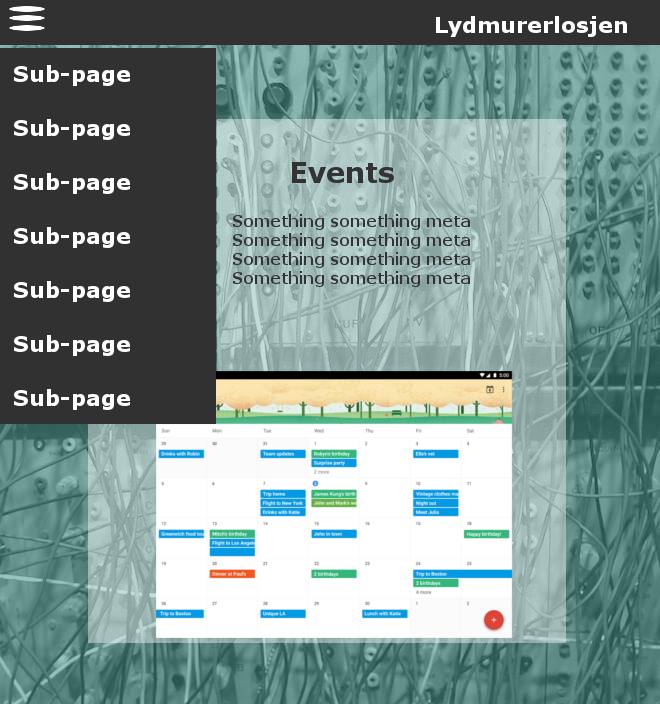 Lydmurerlosjen
Sub-page
Sub-page
Sub-page
Sub-page
Sub-page
Sub-page
Sub-page
Events
Something something meta
Something something meta
Something something meta
Something something meta
5:00
Sun Mon Tue Wed Thu Fri Sat
29 30 31 1 2 3 4
Drinks with Robin Team updates Robyn's birthday Ella's vet
Surprise party
2 more
5 6 7 8 9 10 11
Trip home James Kung's birth Vintage clothes ma
Flight to New York John and Mark's w Night out
Drinks with Katie Meet Julia
12 13 14 15 16 17 18
Greenwich food tou Mitch's birthday John in town Happy birthday!
Flight to Los Angele
19 20 21 22 23 24 25
Dinner at Paul's 2 birthdays Trip to Boston
2 birthdays
4 more
26 27 28 29 30 1 2
Trip to Boston Unique LA Lunch with Katie
+